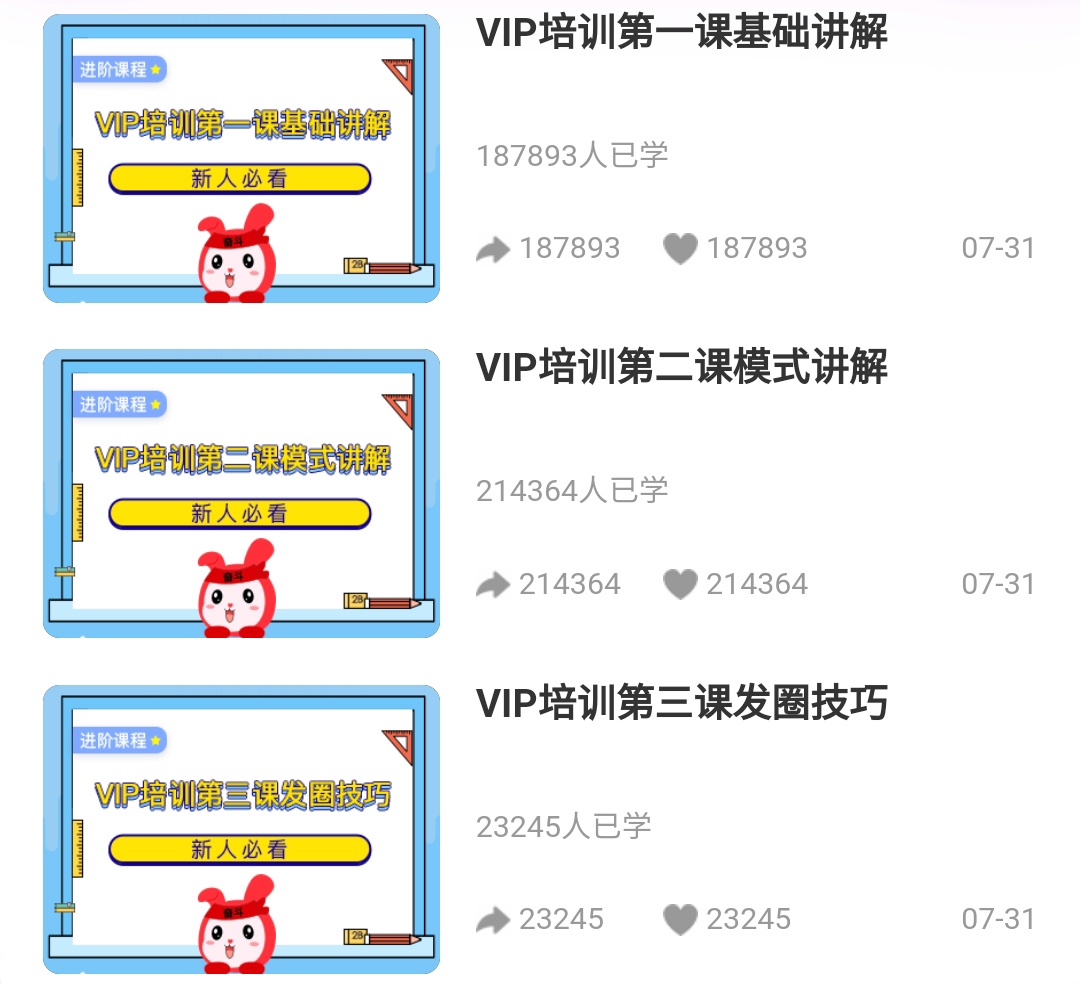 VIP培训第一课基础讲解
进阶课程
VIP培训第一课基础讲解
187893人已学
新人必看
奋斗
187893 187893 07-31
2B
VIP培训第二课模式讲解
进阶课程
VIP培训第二课模式讲解
214364人已学
新人必看
奋斗
214364 214364 07-31
2B
VIP培训第三课发圈技巧
进阶课程
VIP培训第三课发圈技巧
23245人已学
新人必看
奋斗
23245 23245 07-31
2B